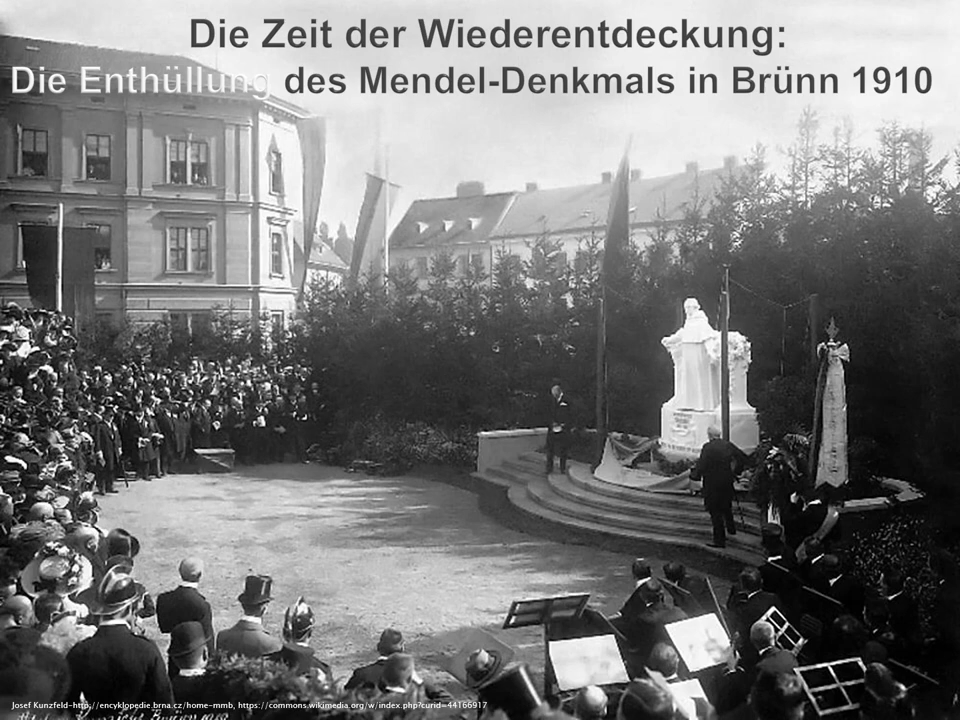 Die Zeit der Wiederentdeckung:
Die Enthüllung des Mendel-Denkmals in Brünn 1910
Josef Kunzfeld–http://encyklopedie.brna.cz/home–mmb, https://commons.wikimedia.org/w/index.php?curid=44166917